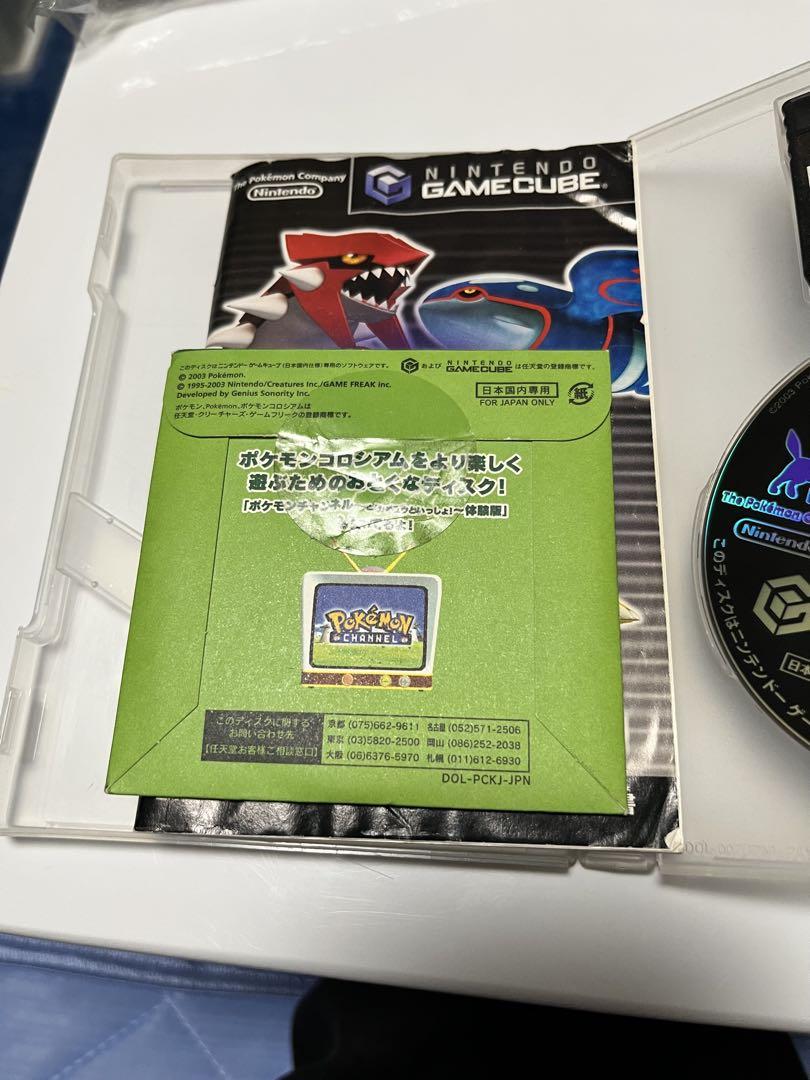 The Pokémon Company
Nintendo
NINTENDO
GAMECUBE
このディスクはニンテンドーゲームキューブ(日本国内仕様)専用のソフトウェアです。
および NINTENDO GAMECUBE は任天堂の登録商標です。
© 2003 Pokémon.
© 1995-2003 Nintendo/Creatures Inc./GAME FREAK inc.
Developed by Genius Sonority Inc.
日本国内専用
FOR JAPAN ONLY
紙
ポケモン、Pokémon、ポケモンコロシアムは
任天堂・クリーチャーズ・ゲームフリークの登録商標です。
ポケモンコロシアムをより楽しく
遊ぶためのおとくなディスク!
「ポケモンチャンネル 〜ピカチュウといっしょ!〜体験版」
POKéMON
CHANNEL
このディスクに関する
お問い合わせ先
【任天堂お客様ご相談窓口】
京都 (075)662-9611 名古屋 (052)571-2506
東京 (03)5820-2500 岡山 (086)252-2038
大阪 (06)6376-5970 札幌 (011)612-6930
DOL-PCKJ-JPN
©2003
The Pokémon
Nintendo
このディスクはニンテンドーゲ